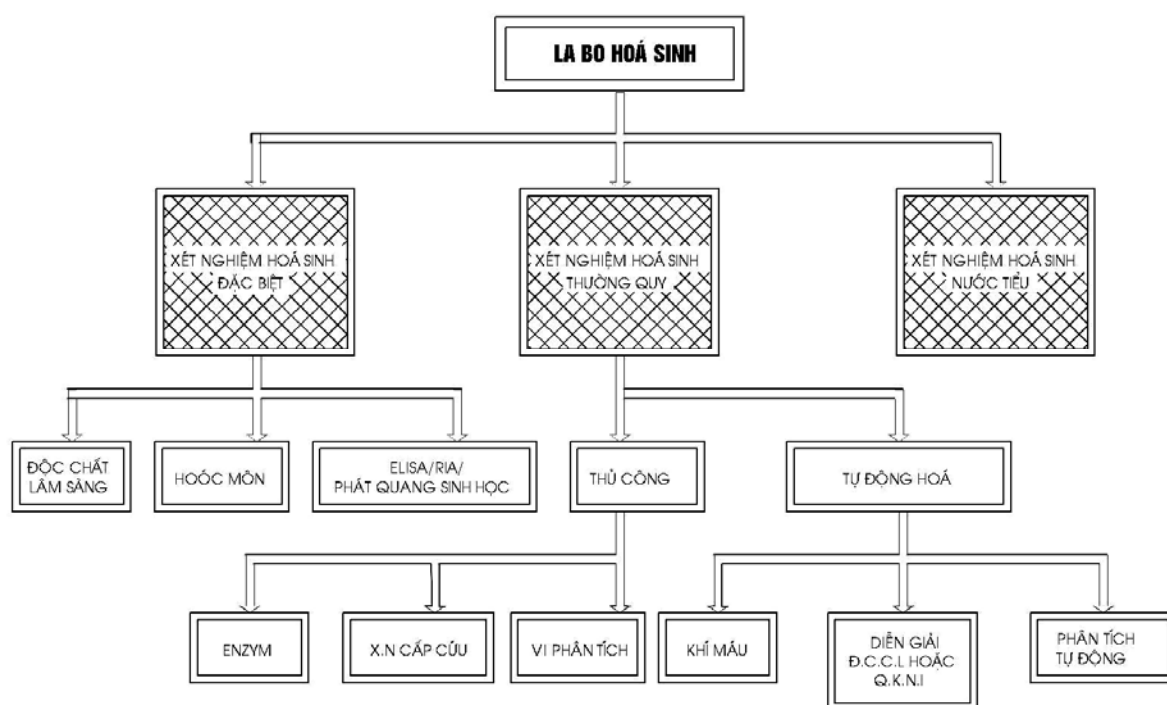 LA BO HOÁ SINH
XÉT NGHIỆM HOÁ SINH
ĐẶC BIỆT
XÉT NGHIỆM HOÁ SINH
THƯỜNG QUY
XÉT NGHIỆM HOÁ SINH
NƯỚC TIỂU
ĐỘC CHẤT
LÂM SÀNG
HOÓC MÔN
ELISA/RIA/
PHÁT QUANG SINH HỌC
THỦ CÔNG
TỰ ĐỘNG HOÁ
ENZYM
X.N CẤP CỨU
VI PHÂN TÍCH
KHÍ MÁU
DIỄN GIẢI
Đ.C.C.L HOẶC
Q.K.N.I
PHÂN TÍCH
TỰ ĐỘNG